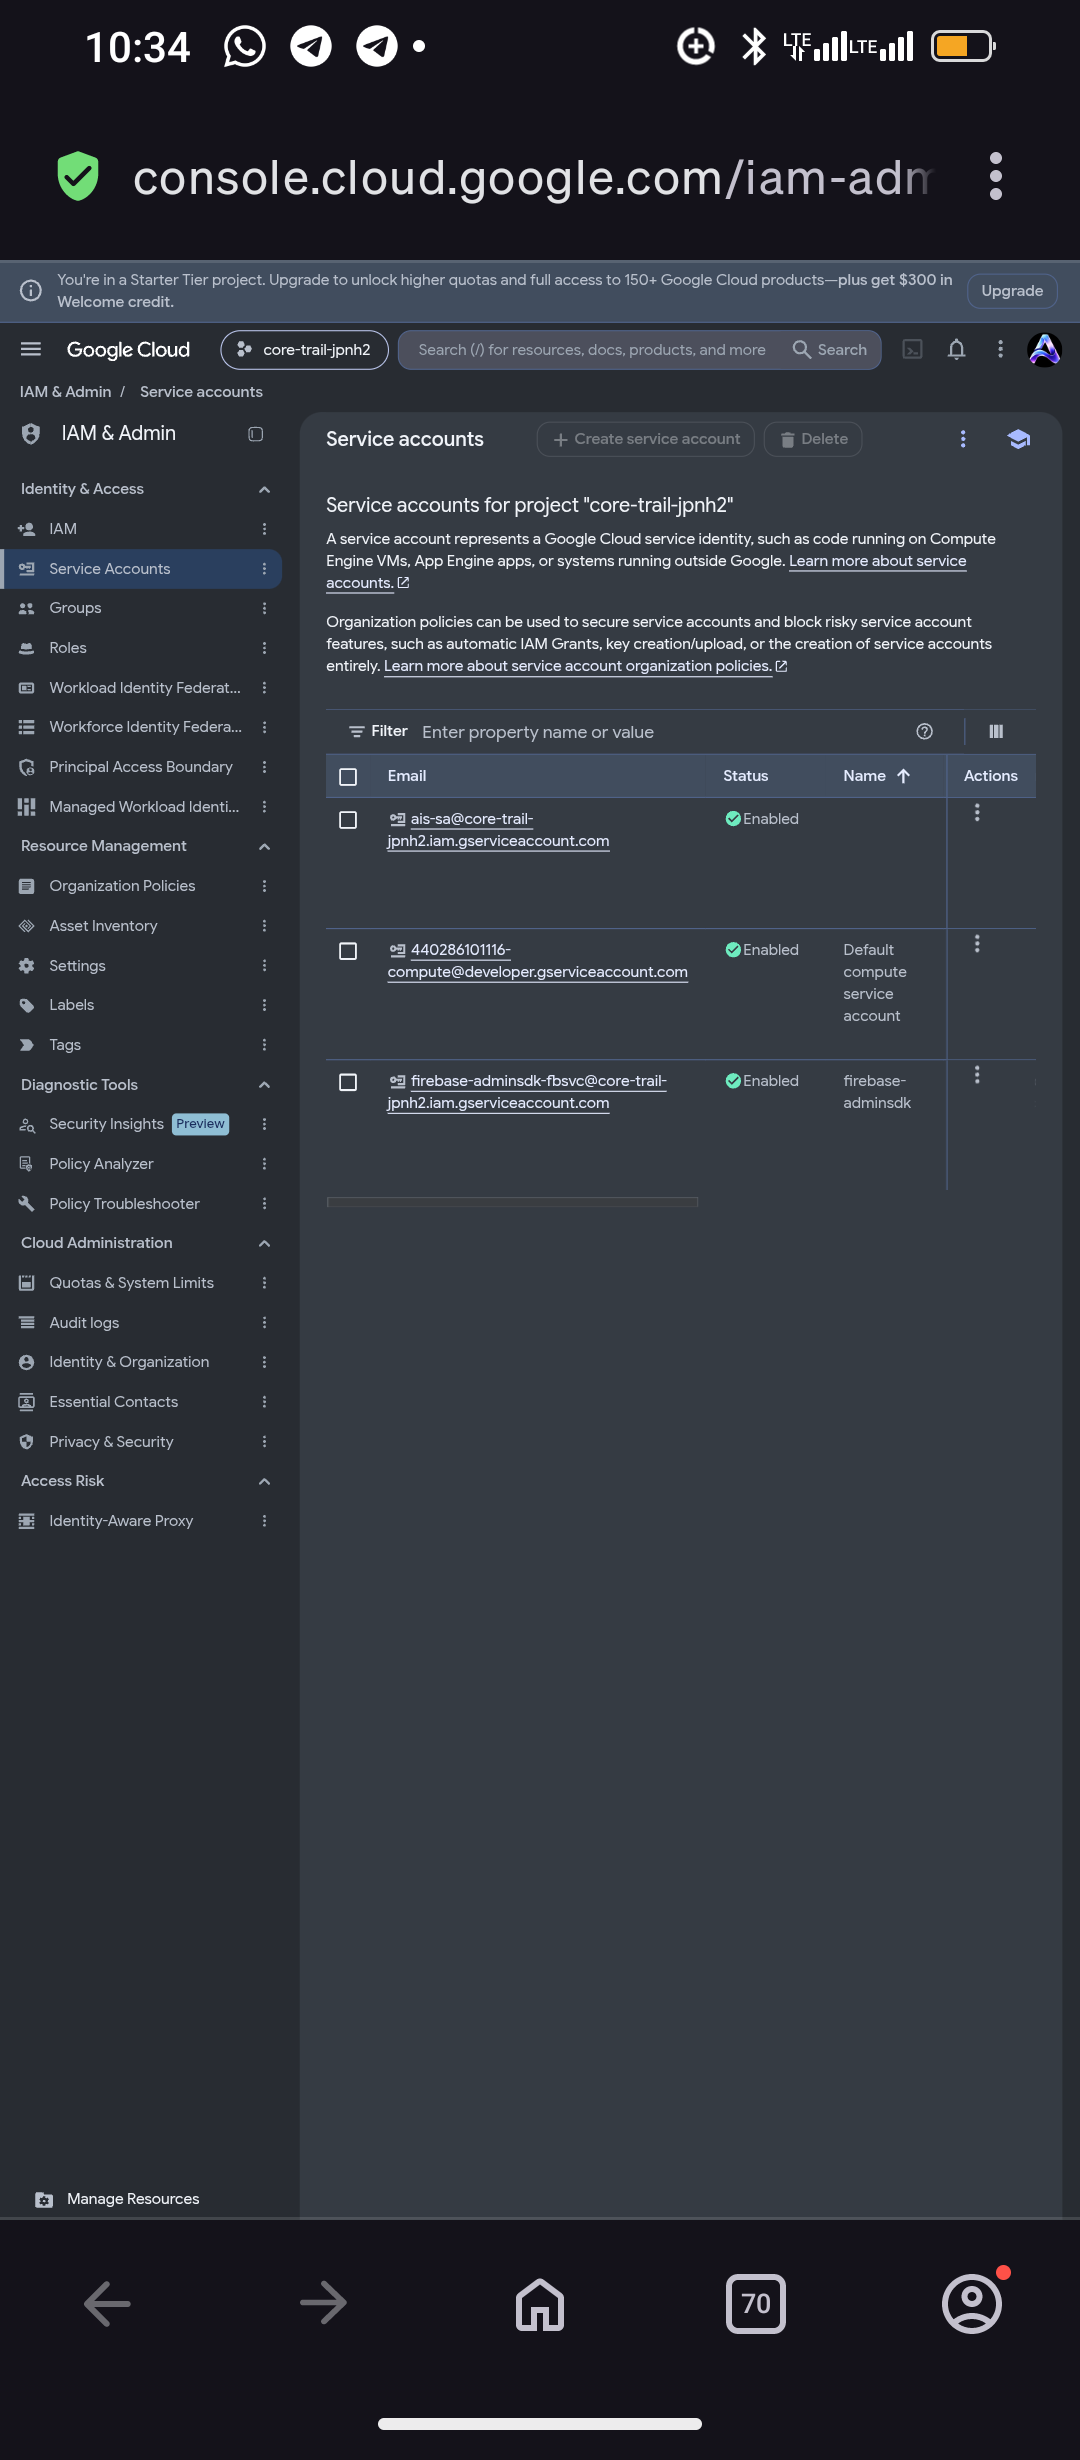 10:34
LTE
LTE
console.cloud.google.com/iam-adm
You're in a Starter Tier project. Upgrade to unlock higher quotas and full access to 150+ Google Cloud products—plus get $300 in
Welcome credit.
Upgrade
Google Cloud
core-trail-jpnh2
Search (/) for resources, docs, products, and more
Search
IAM & Admin / Service accounts
IAM & Admin
Identity & Access
IAM
Service Accounts
Groups
Roles
Workload Identity Federat...
Workforce Identity Federa...
Principal Access Boundary
Managed Workload Identi...
Resource Management
Organization Policies
Asset Inventory
Settings
Labels
Tags
Diagnostic Tools
Security Insights Preview
Policy Analyzer
Policy Troubleshooter
Cloud Administration
Quotas & System Limits
Audit logs
Identity & Organization
Essential Contacts
Privacy & Security
Access Risk
Identity-Aware Proxy
Manage Resources
Service accounts
Create service account
Delete
Service accounts for project "core-trail-jpnh2"
A service account represents a Google Cloud service identity, such as code running on Compute
Engine VMs, App Engine apps, or systems running outside Google. Learn more about service
accounts.
Organization policies can be used to secure service accounts and block risky service account
features, such as automatic IAM Grants, key creation/upload, or the creation of service accounts
entirely. Learn more about service account organization policies.
Filter Enter property name or value
Email Status Name Actions
ais-sa@core-trail-
jpnh2.iam.gserviceaccount.com
Enabled
440286101116-
compute@developer.gserviceaccount.com
Enabled
Default
compute
service
account
firebase-adminsdk-fbsvc@core-trail-
jpnh2.iam.gserviceaccount.com
Enabled
firebase-
adminsdk
70